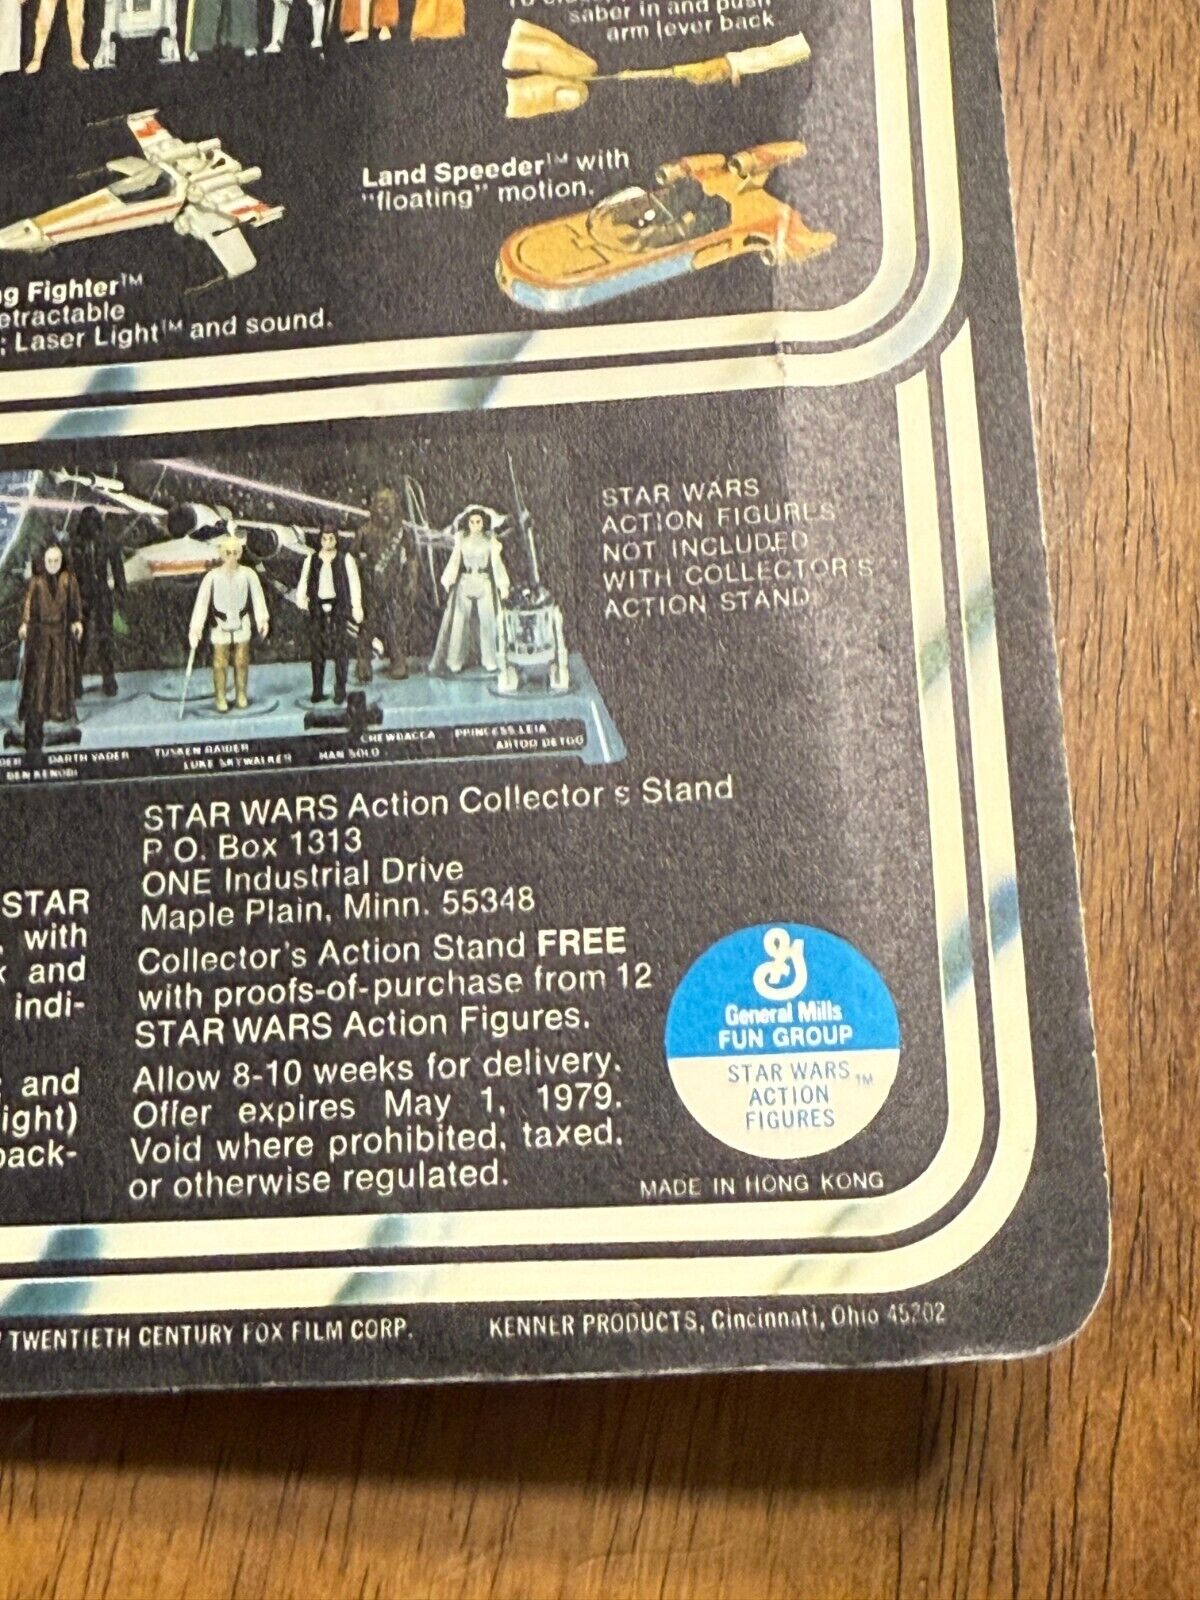 saber in and push
arm lever back
Land Speeder™ with
"floating" motion.
g Fighter™
etractable
; Laser Light™ and sound.
STAR WARS
ACTION FIGURES
NOT INCLUDED
WITH COLLECTOR'S
ACTION STAND
CHEWBACCA PRINCESS LEIA
DARTH VADER TUSKEN RAIDER HAN SOLO ARTOO DETOO
BEN KENOBI LUKE SKYWALKER
STAR WARS Action Collector s Stand
P.O. Box 1313
ONE Industrial Drive
Maple Plain, Minn. 55348
STAR
with
and
indi-
and
ight)
back-
Collector's Action Stand FREE
with proofs-of-purchase from 12
STAR WARS Action Figures.
Allow 8-10 weeks for delivery.
Offer expires May 1, 1979.
Void where prohibited, taxed,
or otherwise regulated.
General Mills
FUN GROUP
STAR WARS™
ACTION
FIGURES
MADE IN HONG KONG
TWENTIETH CENTURY FOX FILM CORP. KENNER PRODUCTS, Cincinnati, Ohio 45202